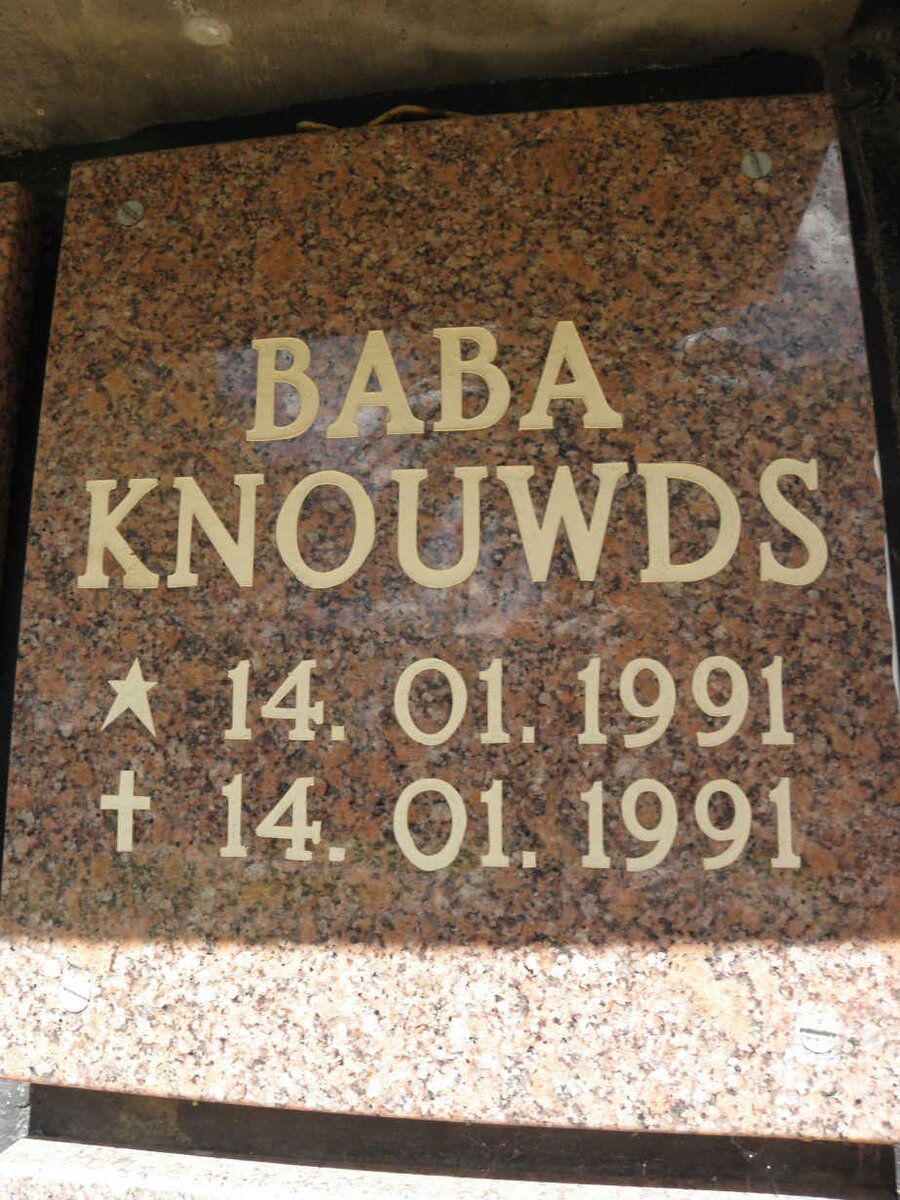 BABA
KNOUWDS
★ 14. 01. 1991
✝ 14. 01. 1991